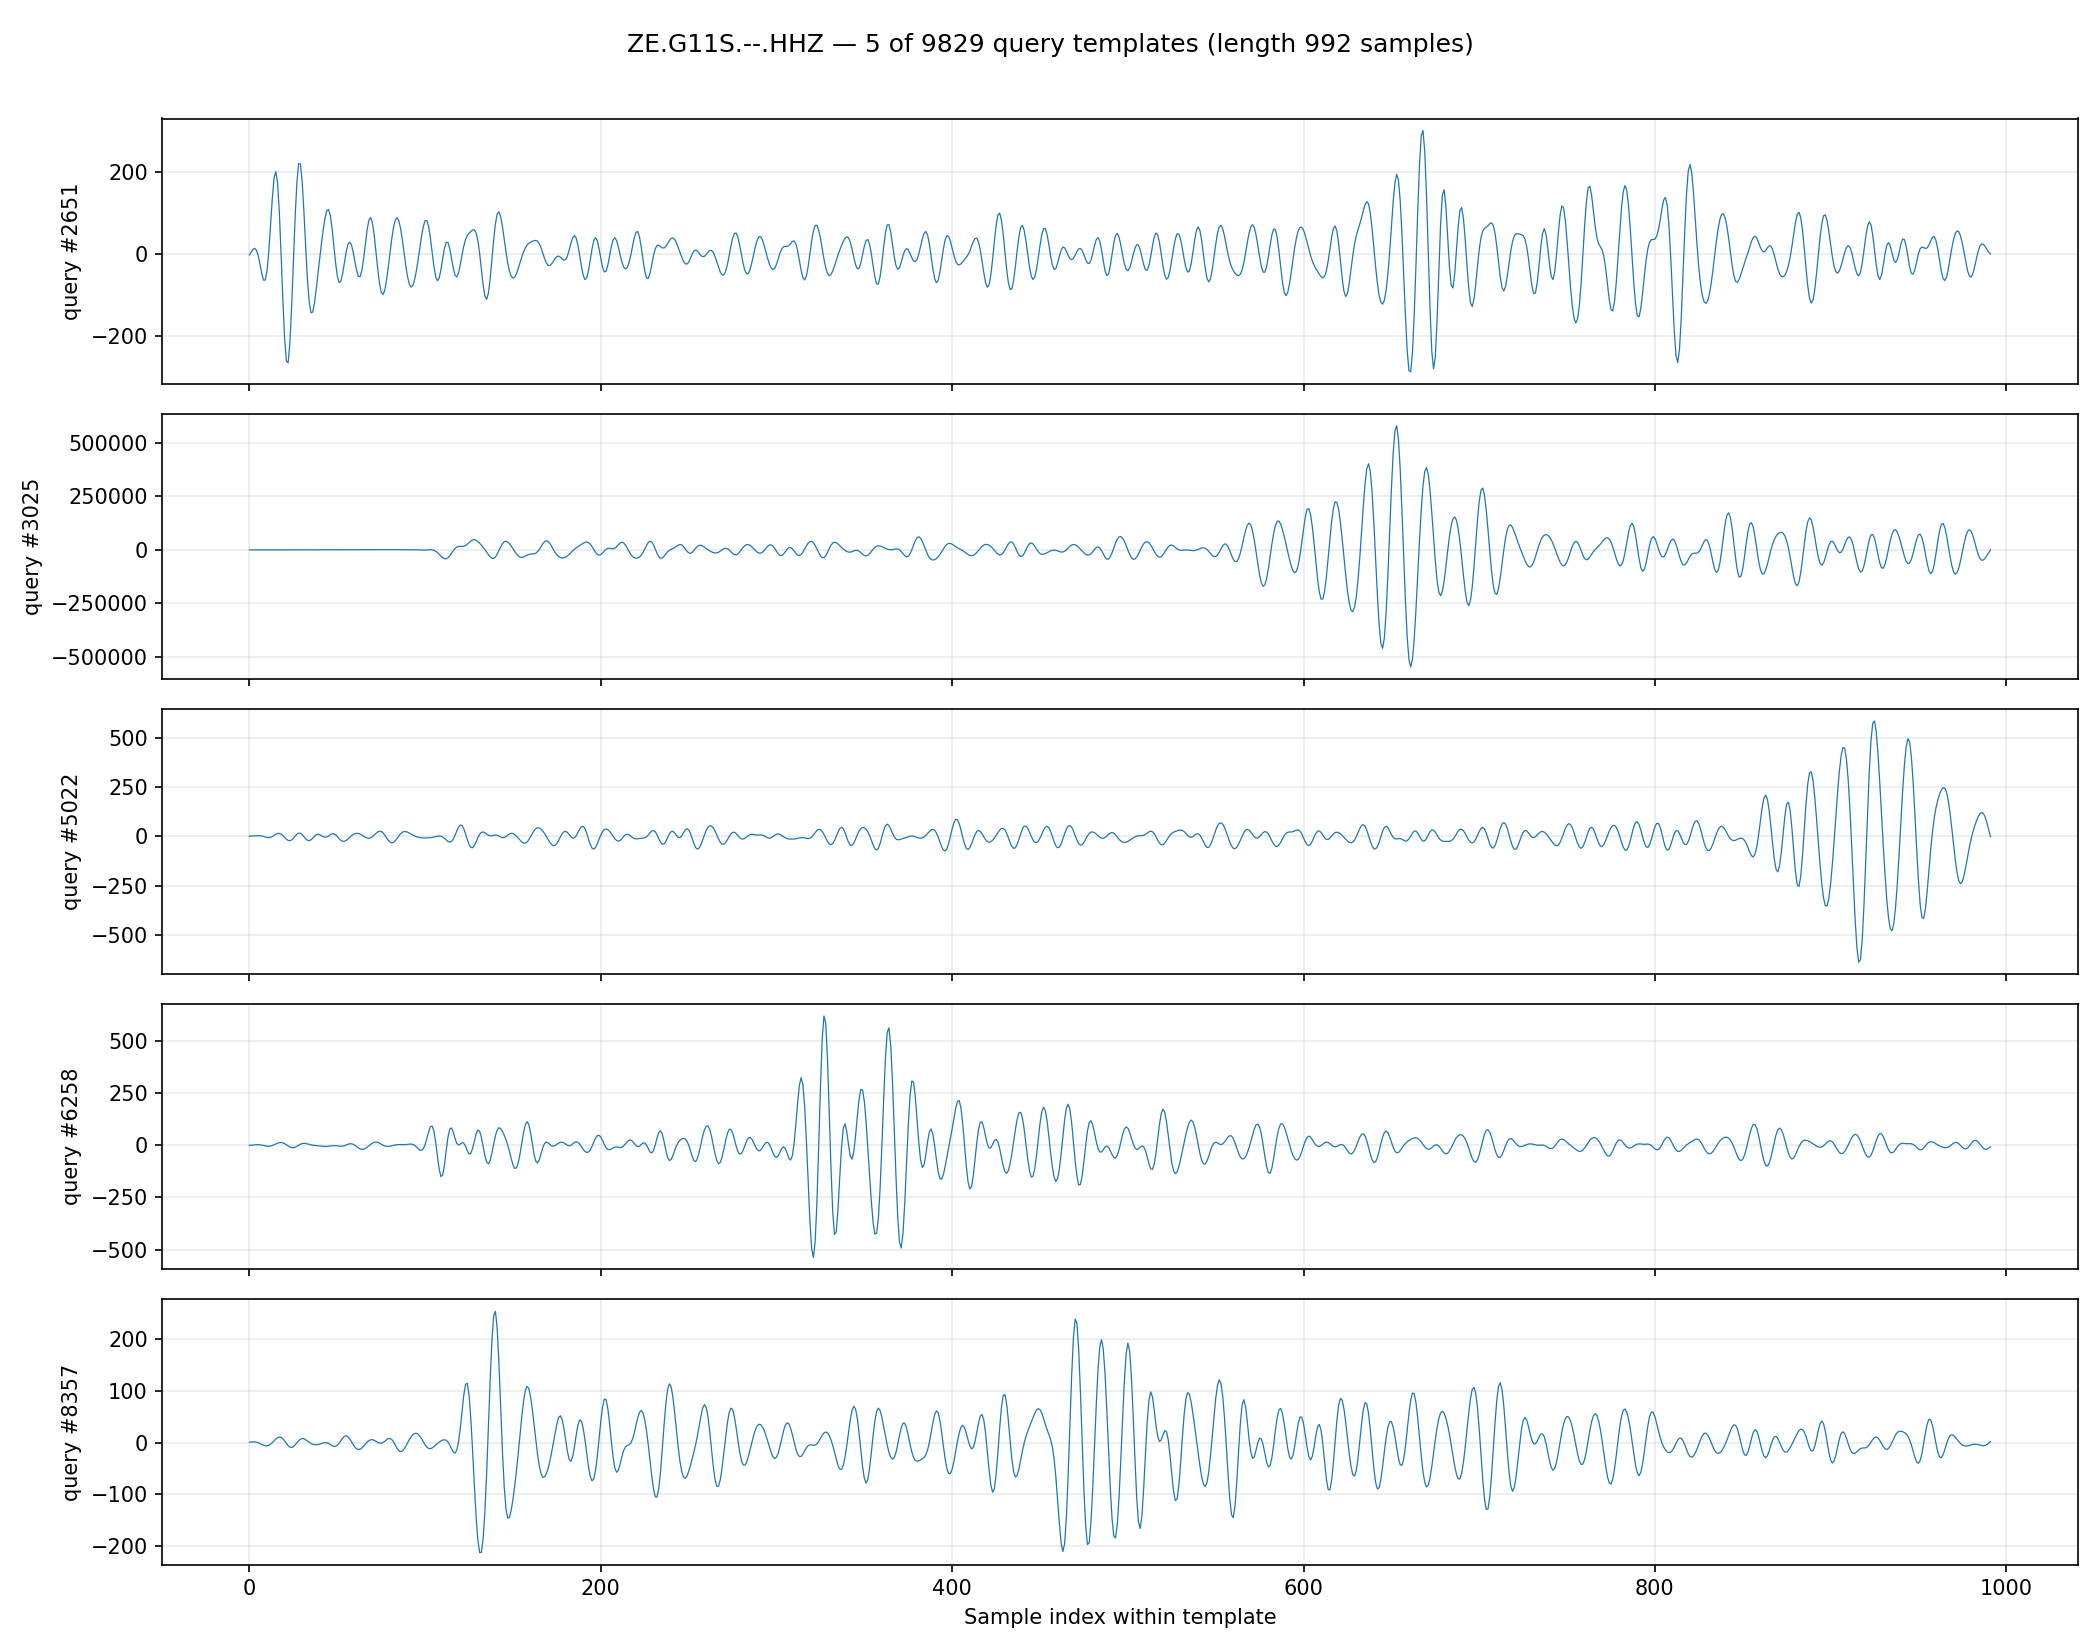 ZE.G11S.--.HHZ — 5 of 9829 query templates (length 992 samples)
200
0
−200
query #2651
500000
250000
0
−250000
−500000
query #3025
500
250
0
−250
−500
query #5022
500
250
0
−250
−500
query #6258
200
100
0
−100
−200
query #8357
0 200 400 600 800 1000
Sample index within template